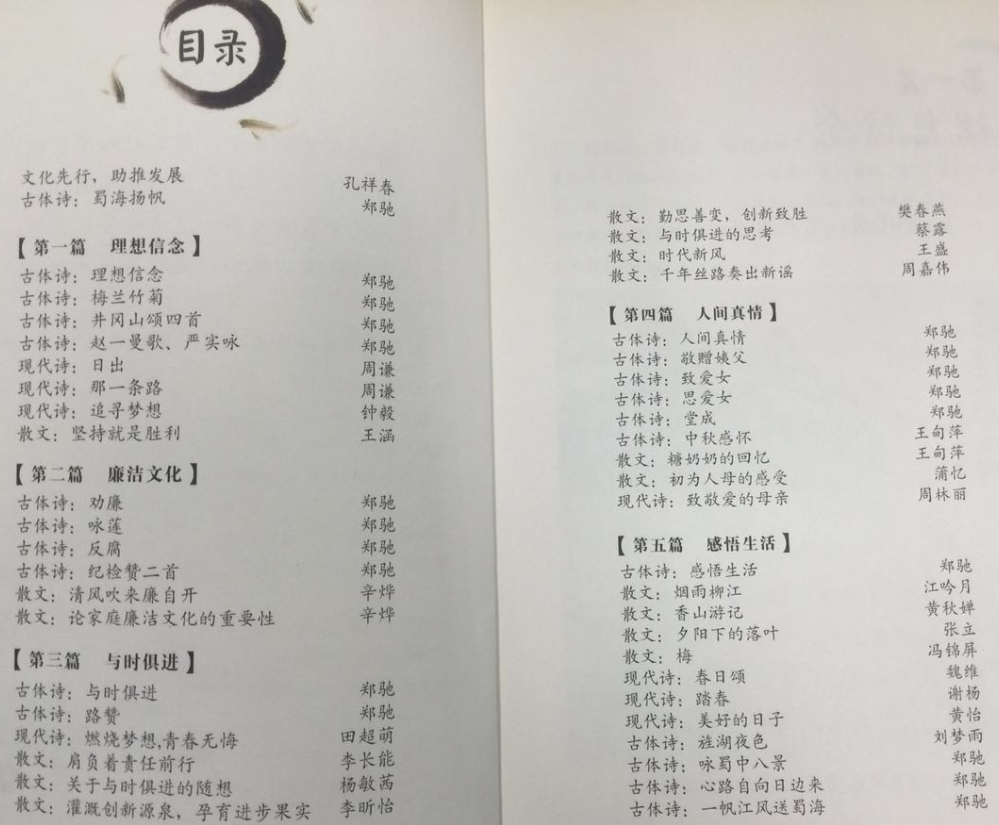 目录
文化先行，助推发展 孔祥春
古体诗：蜀海扬帆 郑驰
【第一篇 理想信念】
古体诗：理想信念 郑驰
古体诗：梅兰竹菊 郑驰
古体诗：井冈山颂四首 郑驰
古体诗：赵一曼歌、严实咏 郑驰
现代诗：日出 周谦
现代诗：那一条路 周谦
现代诗：追寻梦想 钟毅
散文：坚持就是胜利 王涵
【第二篇 廉洁文化】
古体诗：劝廉 郑驰
古体诗：咏莲 郑驰
古体诗：反腐 郑驰
古体诗：纪检赞二首 郑驰
散文：清风吹来廉自开 辛烨
散文：论家庭廉洁文化的重要性 辛烨
【第三篇 与时俱进】
古体诗：与时俱进 郑驰
古体诗：路赞 郑驰
现代诗：燃烧梦想,青春无悔 田超萌
散文：肩负着责任前行 李长能
散文：关于与时俱进的随想 杨敏茜
散文：灌溉创新源泉，孕育进步果实 李昕怡
散文：勤思善变，创新致胜 樊春燕
散文：与时俱进的思考 蔡露
散文：时代新风 王盛
散文：千年丝路奏出新谣 周嘉伟
【第四篇 人间真情】
古体诗：人间真情 郑驰
古体诗：敬赠姨父 郑驰
古体诗：致爱女 郑驰
古体诗：思爱女 郑驰
古体诗：堂成 郑驰
古体诗：中秋感怀 王甸萍
散文：糖奶奶的回忆 王甸萍
散文：初为人母的感受 蒲忆
现代诗：致敬爱的母亲 周林丽
【第五篇 感悟生活】
古体诗：感悟生活 郑驰
散文：烟雨柳江 江吟月
散文：香山游记 黄秋婵
散文：夕阳下的落叶 张立
散文：梅 冯锦屏
现代诗：春日颂 魏维
现代诗：踏春 谢杨
现代诗：美好的日子 黄怡
古体诗：旌湖夜色 刘梦雨
古体诗：咏蜀中八景 郑驰
古体诗：心路自向日边来 郑驰
古体诗：一帆江风送蜀海 郑驰